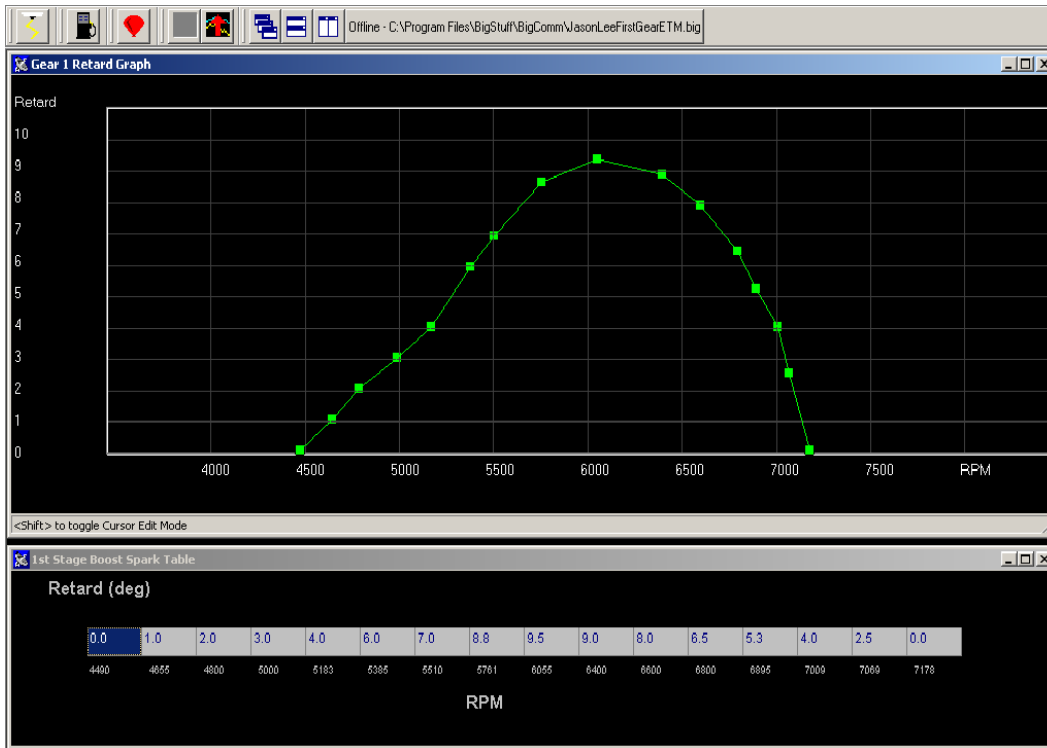 Offline - C:\Program Files\BigStuff\BigComm\JasonLeeFirstGearETM.big
Gear 1 Retard Graph
Retard
10
9
8
7
6
5
4
3
2
1
0
4000 4500 5000 5500 6000 6500 7000 7500 RPM
<Shift> to toggle Cursor Edit Mode
1st Stage Boost Spark Table
Retard (deg)
0.0 1.0 2.0 3.0 4.0 6.0 7.0 8.8 9.5 9.0 8.0 6.5 5.3 4.0 2.5 0.0
4490 4655 4800 5000 5183 5385 5510 5761 6055 6400 6600 6800 6895 7009 7069 7178
RPM